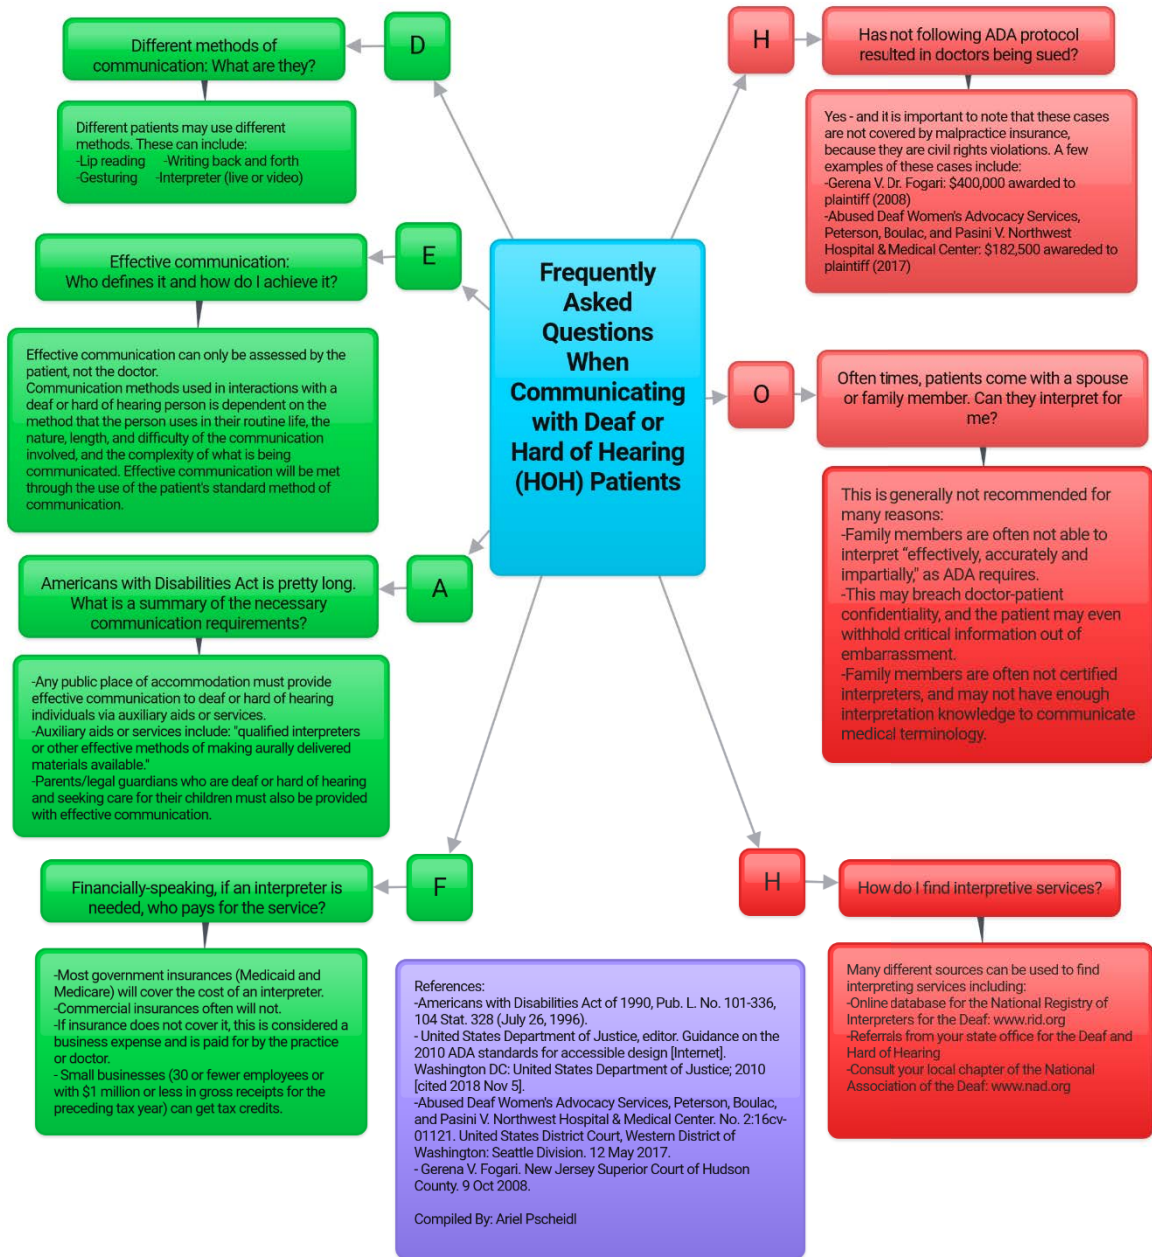 Frequently
Asked
Questions
When
Communicating
with Deaf or
Hard of Hearing
(HOH) Patients
D
Different methods of
communication: What are they?
Different patients may use different
methods. These can include:
-Lip reading -Writing back and forth
-Gesturing -Interpreter (live or video)
E
Effective communication:
Who defines it and how do I achieve it?
Effective communication can only be assessed by the
patient, not the doctor.
Communication methods used in interactions with a
deaf or hard of hearing person is dependent on the
method that the person uses in their routine life, the
nature, length, and difficulty of the communication
involved, and the complexity of what is being
communicated. Effective communication will be met
through the use of the patient's standard method of
communication.
A
Americans with Disabilities Act is pretty long.
What is a summary of the necessary
communication requirements?
-Any public place of accommodation must provide
effective communication to deaf or hard of hearing
individuals via auxiliary aids or services.
-Auxiliary aids or services include: "qualified interpreters
or other effective methods of making aurally delivered
materials available."
-Parents/legal guardians who are deaf or hard of hearing
and seeking care for their children must also be provided
with effective communication.
F
Financially-speaking, if an interpreter is
needed, who pays for the service?
-Most government insurances (Medicaid and
Medicare) will cover the cost of an interpreter.
-Commercial insurances often will not.
-If insurance does not cover it, this is considered a
business expense and is paid for by the practice
or doctor.
- Small businesses (30 or fewer employees or
with $1 million or less in gross receipts for the
preceding tax year) can get tax credits.
H
Has not following ADA protocol
resulted in doctors being sued?
Yes - and it is important to note that these cases
are not covered by malpractice insurance,
because they are civil rights violations. A few
examples of these cases include:
-Gerena V. Dr. Fogari: $400,000 awarded to
plaintiff (2008)
-Abused Deaf Women's Advocacy Services,
Peterson, Boulac, and Pasini V. Northwest
Hospital & Medical Center: $182,500 awareded to
plaintiff (2017)
O
Often times, patients come with a spouse
or family member. Can they interpret for
me?
This is generally not recommended for
many reasons:
-Family members are often not able to
interpret “effectively, accurately and
impartially," as ADA requires.
-This may breach doctor-patient
confidentiality, and the patient may even
withhold critical information out of
embarrassment.
-Family members are often not certified
interpreters, and may not have enough
interpretation knowledge to communicate
medical terminology.
H
How do I find interpretive services?
Many different sources can be used to find
interpreting services including:
-Online database for the National Registry of
Interpreters for the Deaf: www.rid.org
-Referrals from your state office for the Deaf and
Hard of Hearing
-Consult your local chapter of the National
Association of the Deaf: www.nad.org
References:
-Americans with Disabilities Act of 1990, Pub. L. No. 101-336,
104 Stat. 328 (July 26, 1996).
- United States Department of Justice, editor. Guidance on the
2010 ADA standards for accessible design [Internet].
Washington DC: United States Department of Justice; 2010
[cited 2018 Nov 5].
-Abused Deaf Women's Advocacy Services, Peterson, Boulac,
and Pasini V. Northwest Hospital & Medical Center. No. 2:16cv-
01121. United States District Court, Western District of
Washington: Seattle Division. 12 May 2017.
- Gerena V. Fogari. New Jersey Superior Court of Hudson
County. 9 Oct 2008.
Compiled By: Ariel Pscheidl